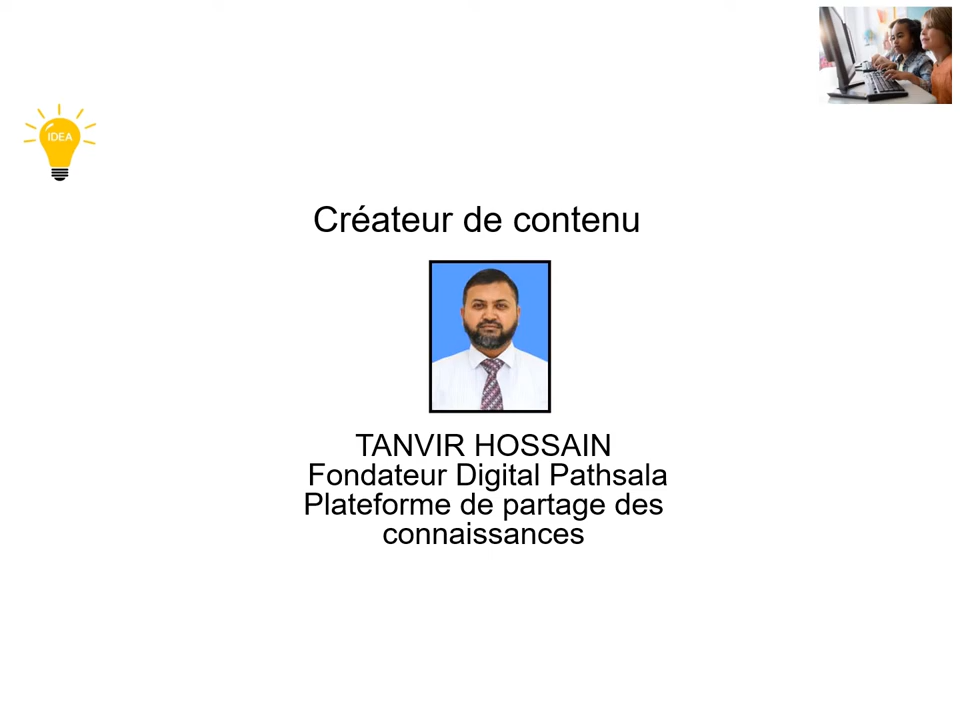 IDEA
Créateur de contenu
TANVIR HOSSAIN
Fondateur Digital Pathsala
Plateforme de partage des
connaissances